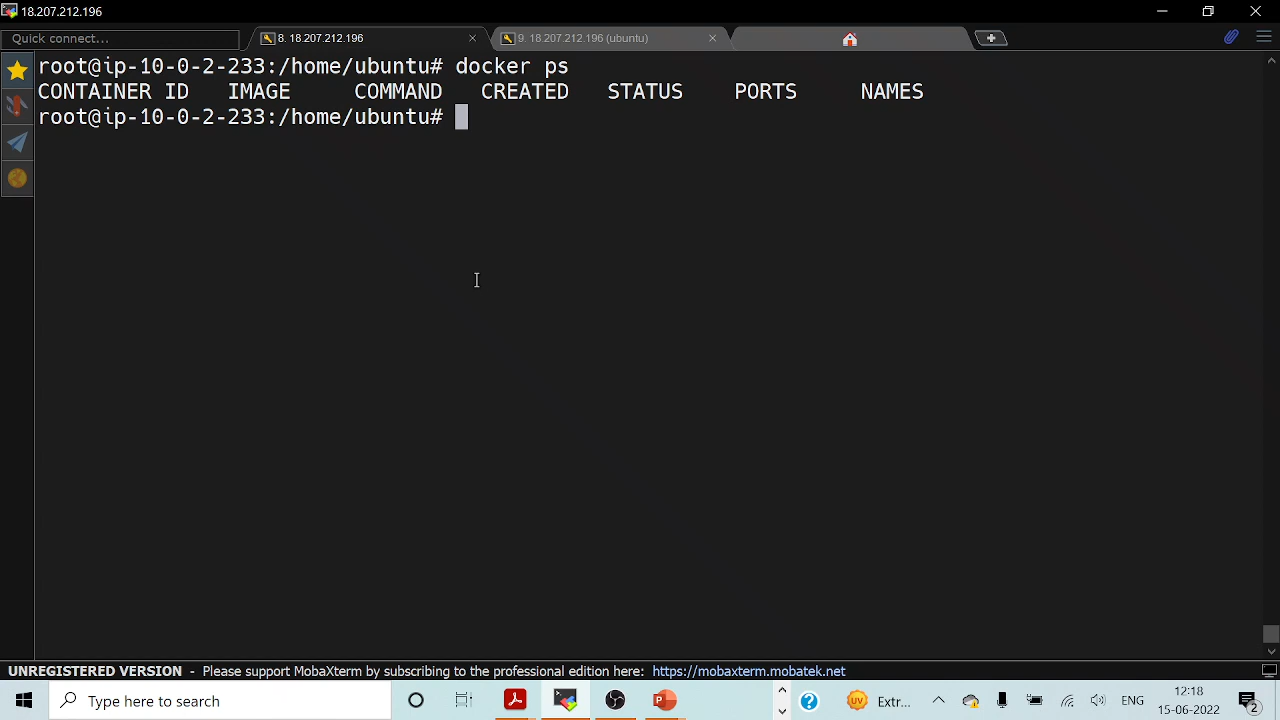 18.207.212.196
Quick connect...
8. 18.207.212.196
9. 18.207.212.196 (ubuntu)
root@ip-10-0-2-233:/home/ubuntu# docker ps
CONTAINER ID IMAGE COMMAND CREATED STATUS PORTS NAMES
root@ip-10-0-2-233:/home/ubuntu#
UNREGISTERED VERSION - Please support MobaXterm by subscribing to the professional edition here: https://mobaxterm.mobatek.net
Type here to search
UV
Extr...
ENG
12:18
15-06-2022
2